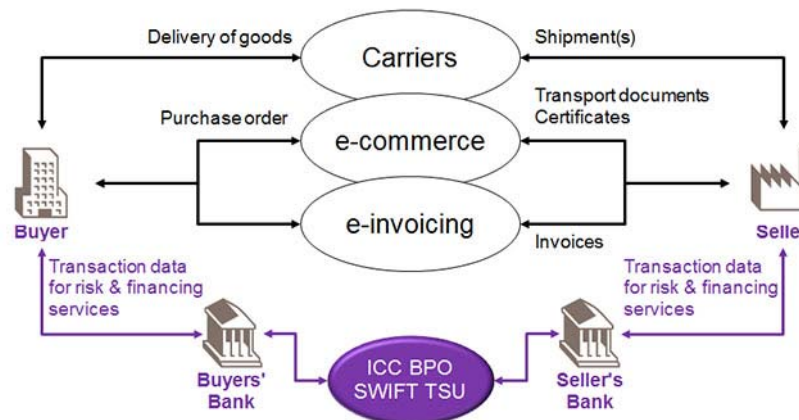 Delivery of goods
Carriers
Shipment(s)
Purchase order
e-commerce
Transport documents
Certificates
e-invoicing
Invoices
Buyer
Selle
Transaction data
for risk & financing
services
Transaction data
for risk & financing
services
Buyers'
Bank
ICC BPO
SWIFT TSU
Seller's
Bank